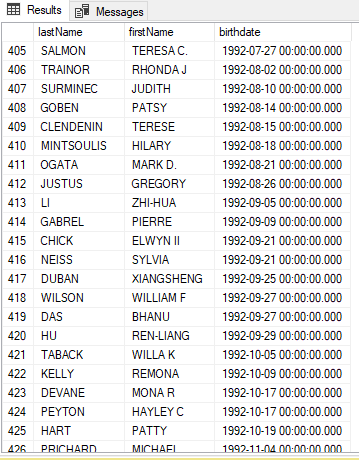 Results Messages
lastName firstName birthdate
405 SALMON TERESA C. 1992-07-27 00:00:00.000
406 TRAINOR RHONDA J 1992-08-02 00:00:00.000
407 SURMINEC JUDITH 1992-08-10 00:00:00.000
408 GOBEN PATSY 1992-08-14 00:00:00.000
409 CLENDENIN TERESE 1992-08-15 00:00:00.000
410 MINTSOULIS HILARY 1992-08-18 00:00:00.000
411 OGATA MARK D. 1992-08-21 00:00:00.000
412 JUSTUS GREGORY 1992-08-26 00:00:00.000
413 LI ZHI-HUA 1992-09-05 00:00:00.000
414 GABREL PIERRE 1992-09-09 00:00:00.000
415 CHICK ELWYN II 1992-09-21 00:00:00.000
416 NEISS SYLVIA 1992-09-21 00:00:00.000
417 DUBAN XIANGSHENG 1992-09-25 00:00:00.000
418 WILSON WILLIAM F 1992-09-27 00:00:00.000
419 DAS BHANU 1992-09-27 00:00:00.000
420 HU REN-LIANG 1992-09-29 00:00:00.000
421 TABACK WILLA K 1992-10-05 00:00:00.000
422 KELLY REMONA 1992-10-09 00:00:00.000
423 DEVANE MONA R 1992-10-17 00:00:00.000
424 PEYTON HAYLEY C 1992-10-17 00:00:00.000
425 HART PATTY 1992-10-19 00:00:00.000
426 PRICHARD MICHAEL 1992-11-04 00:00:00.000